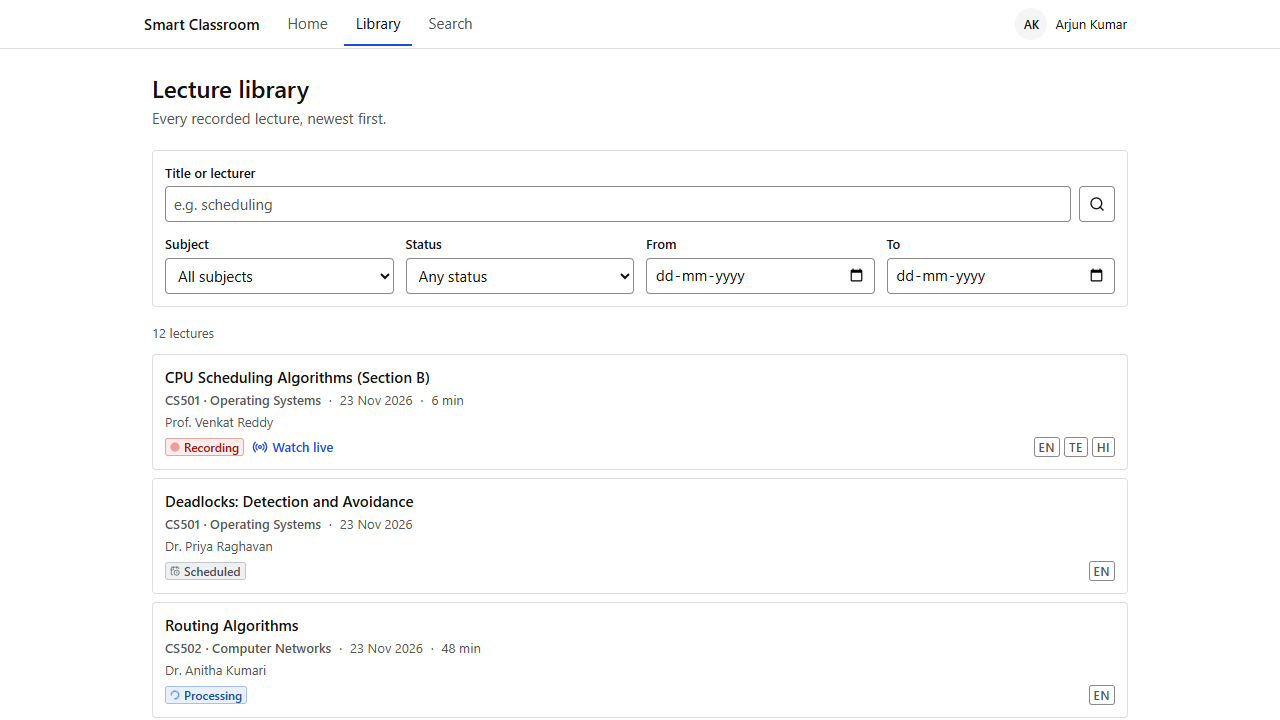 Smart Classroom Home Library Search AK Arjun Kumar
Lecture library
Every recorded lecture, newest first.
Title or lecturer
e.g. scheduling
Subject Status From To
All subjects Any status dd-mm-yyyy dd-mm-yyyy
12 lectures
CPU Scheduling Algorithms (Section B)
CS501 · Operating Systems · 23 Nov 2026 · 6 min
Prof. Venkat Reddy
Recording Watch live EN TE HI
Deadlocks: Detection and Avoidance
CS501 · Operating Systems · 23 Nov 2026
Dr. Priya Raghavan
Scheduled EN
Routing Algorithms
CS502 · Computer Networks · 23 Nov 2026 · 48 min
Dr. Anitha Kumari
Processing EN